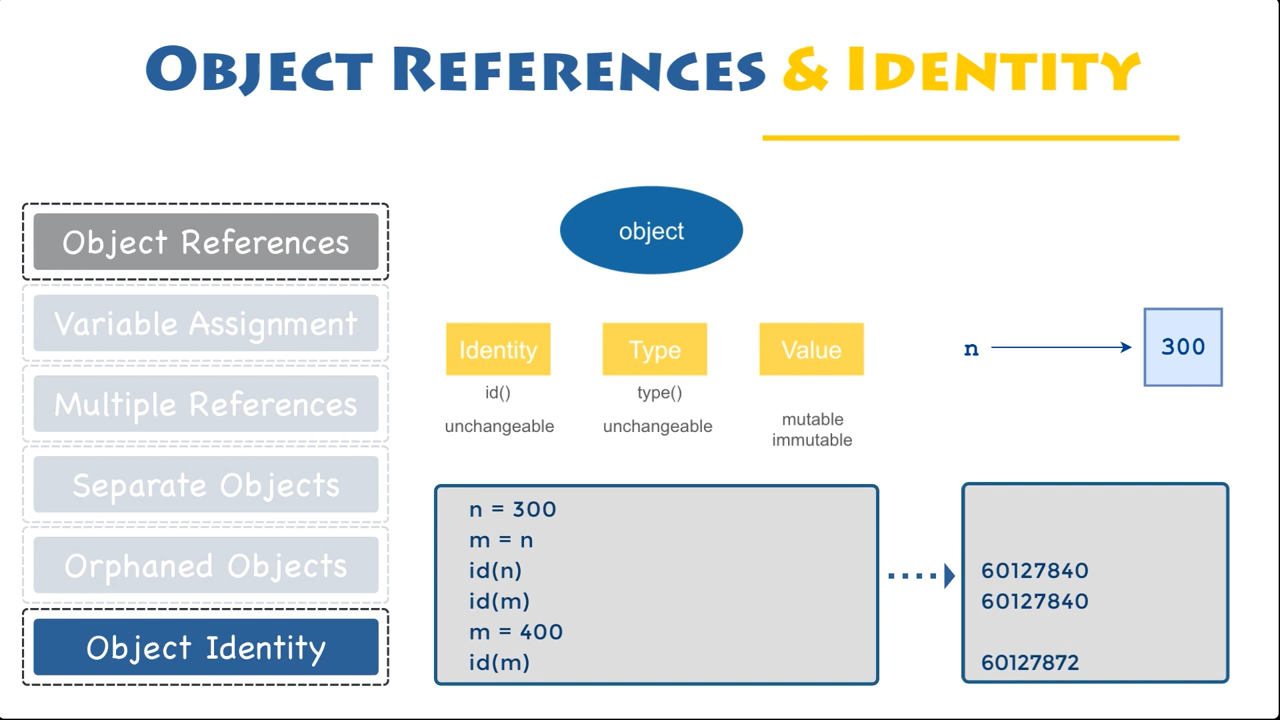 OBJECT REFERENCES & IDENTITY
Object References
Variable Assignment
Multiple References
Separate Objects
Orphaned Objects
Object Identity
object
Identity
Type
Value
id()
type()
unchangeable
unchangeable
mutable
immutable
n
300
n = 300
m = n
id(n)
id(m)
m = 400
id(m)
60127840
60127840
60127872